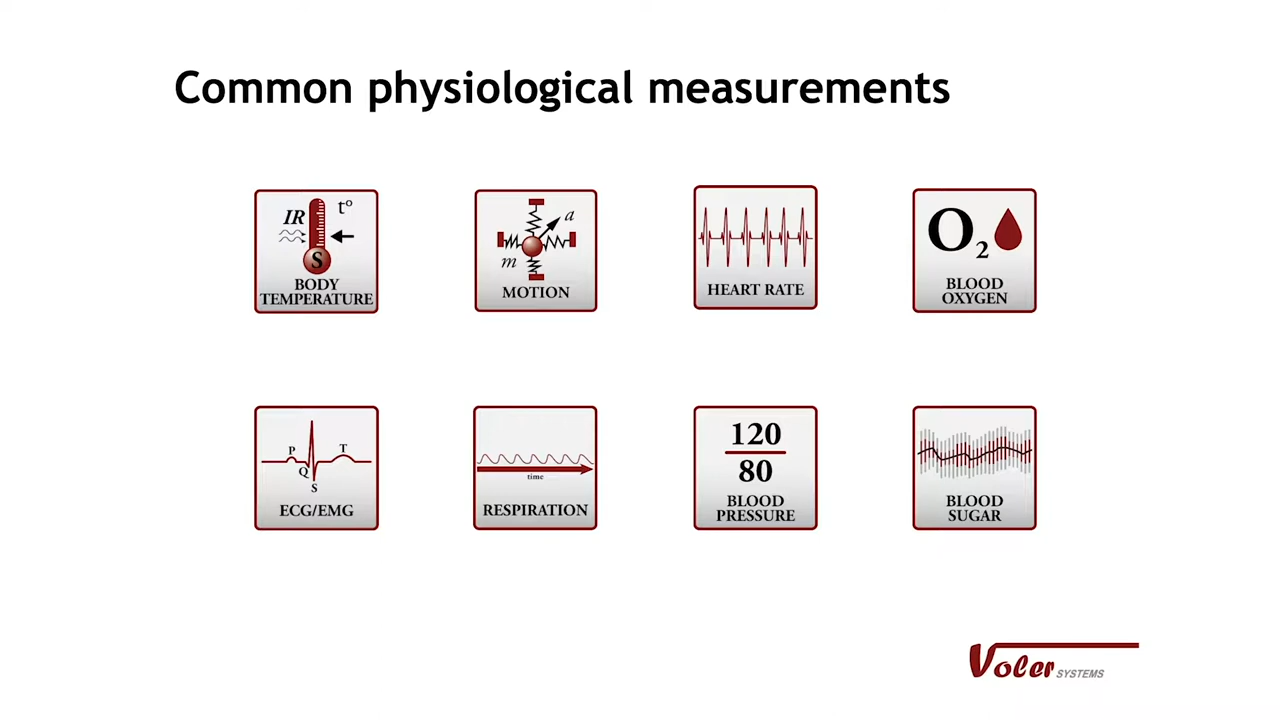 Common physiological measurements
IR t°
S
BODY
TEMPERATURE
a
m
MOTION
HEART RATE
O2
BLOOD
OXYGEN
P T
Q
S
ECG/EMG
time
RESPIRATION
120
80
BLOOD
PRESSURE
BLOOD
SUGAR
Voler SYSTEMS